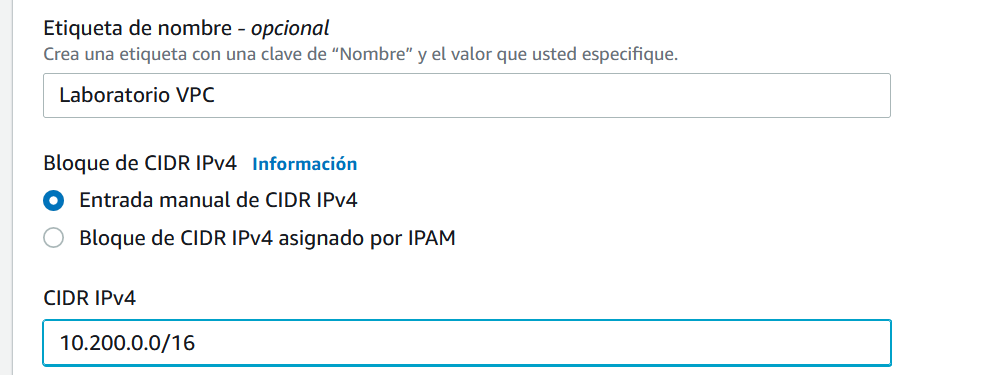 Etiqueta de nombre - opcional
Crea una etiqueta con una clave de “Nombre” y el valor que usted especifique.
Laboratorio VPC
Bloque de CIDR IPv4 Información
Entrada manual de CIDR IPv4
Bloque de CIDR IPv4 asignado por IPAM
CIDR IPv4
10.200.0.0/16